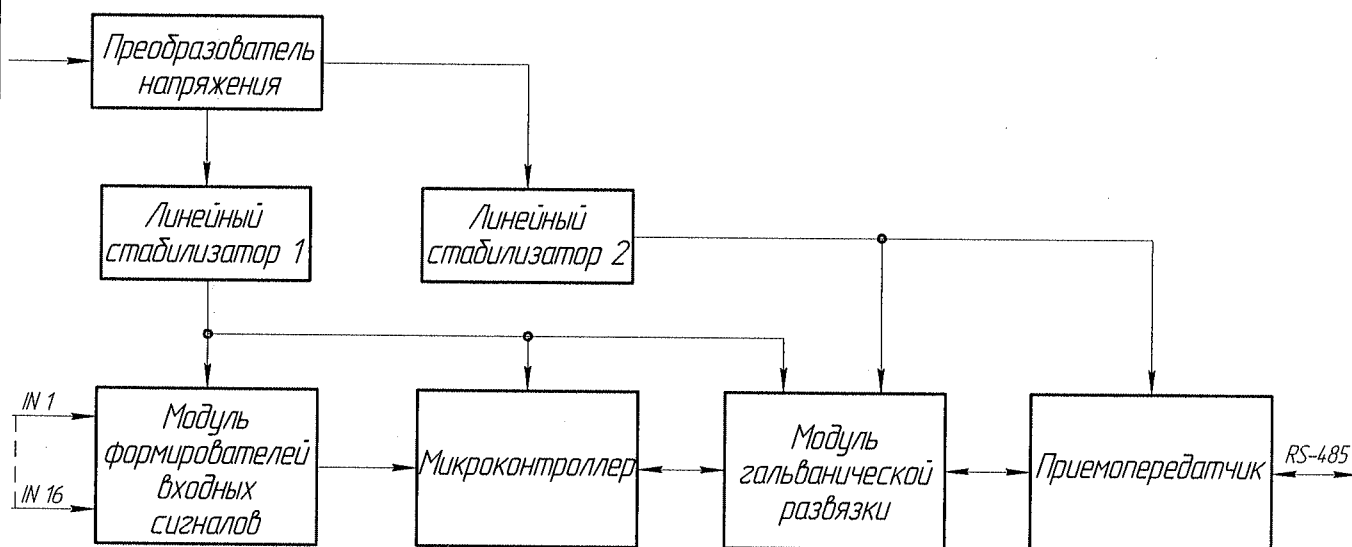 Преобразователь
напряжения
Линейный
стабилизатор 1
Линейный
стабилизатор 2
IN 1
IN 16
Модуль
формирователей
входных
сигналов
Микроконтроллер
Модуль
гальванической
развязки
Приемопередатчик
RS-485